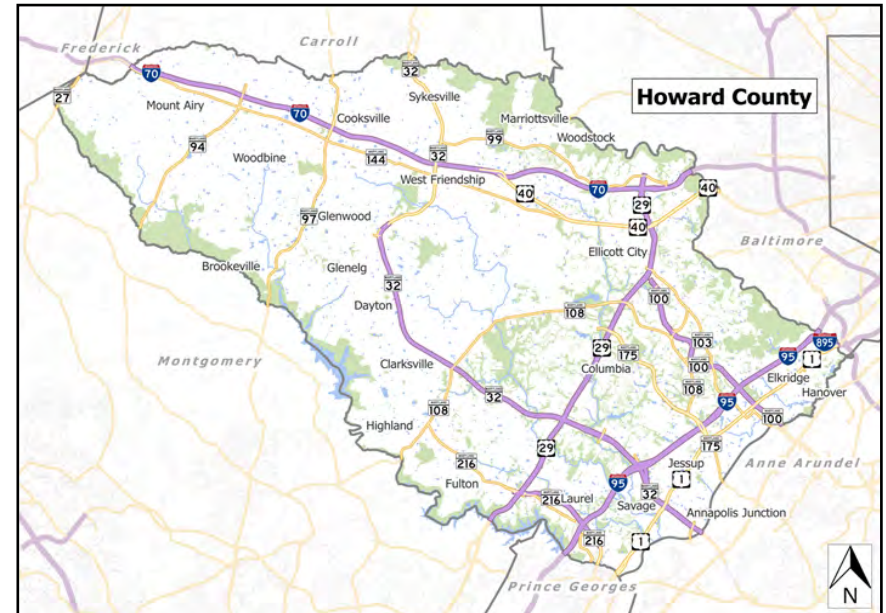 Frederick
Carroll
70
32
27
Mount Airy
Sykesville
Howard County
70
Cooksville
Marriottsville
94
99
Woodstock
Woodbine
144
32
West Friendship
40
70
29
40
97
Glenwood
40
Ellicott City
Baltimore
Brookeville
Glenelg
32
Dayton
100
108
Montgomery
29
175
103
95
895
1
Clarksville
Columbia
100
Elkridge
32
108
Hanover
95
108
100
Highland
29
175
216
Jessup
Anne Arundel
Fulton
95
1
216
Laurel
32
Savage
Annapolis Junction
216
1
Prince Georges
N